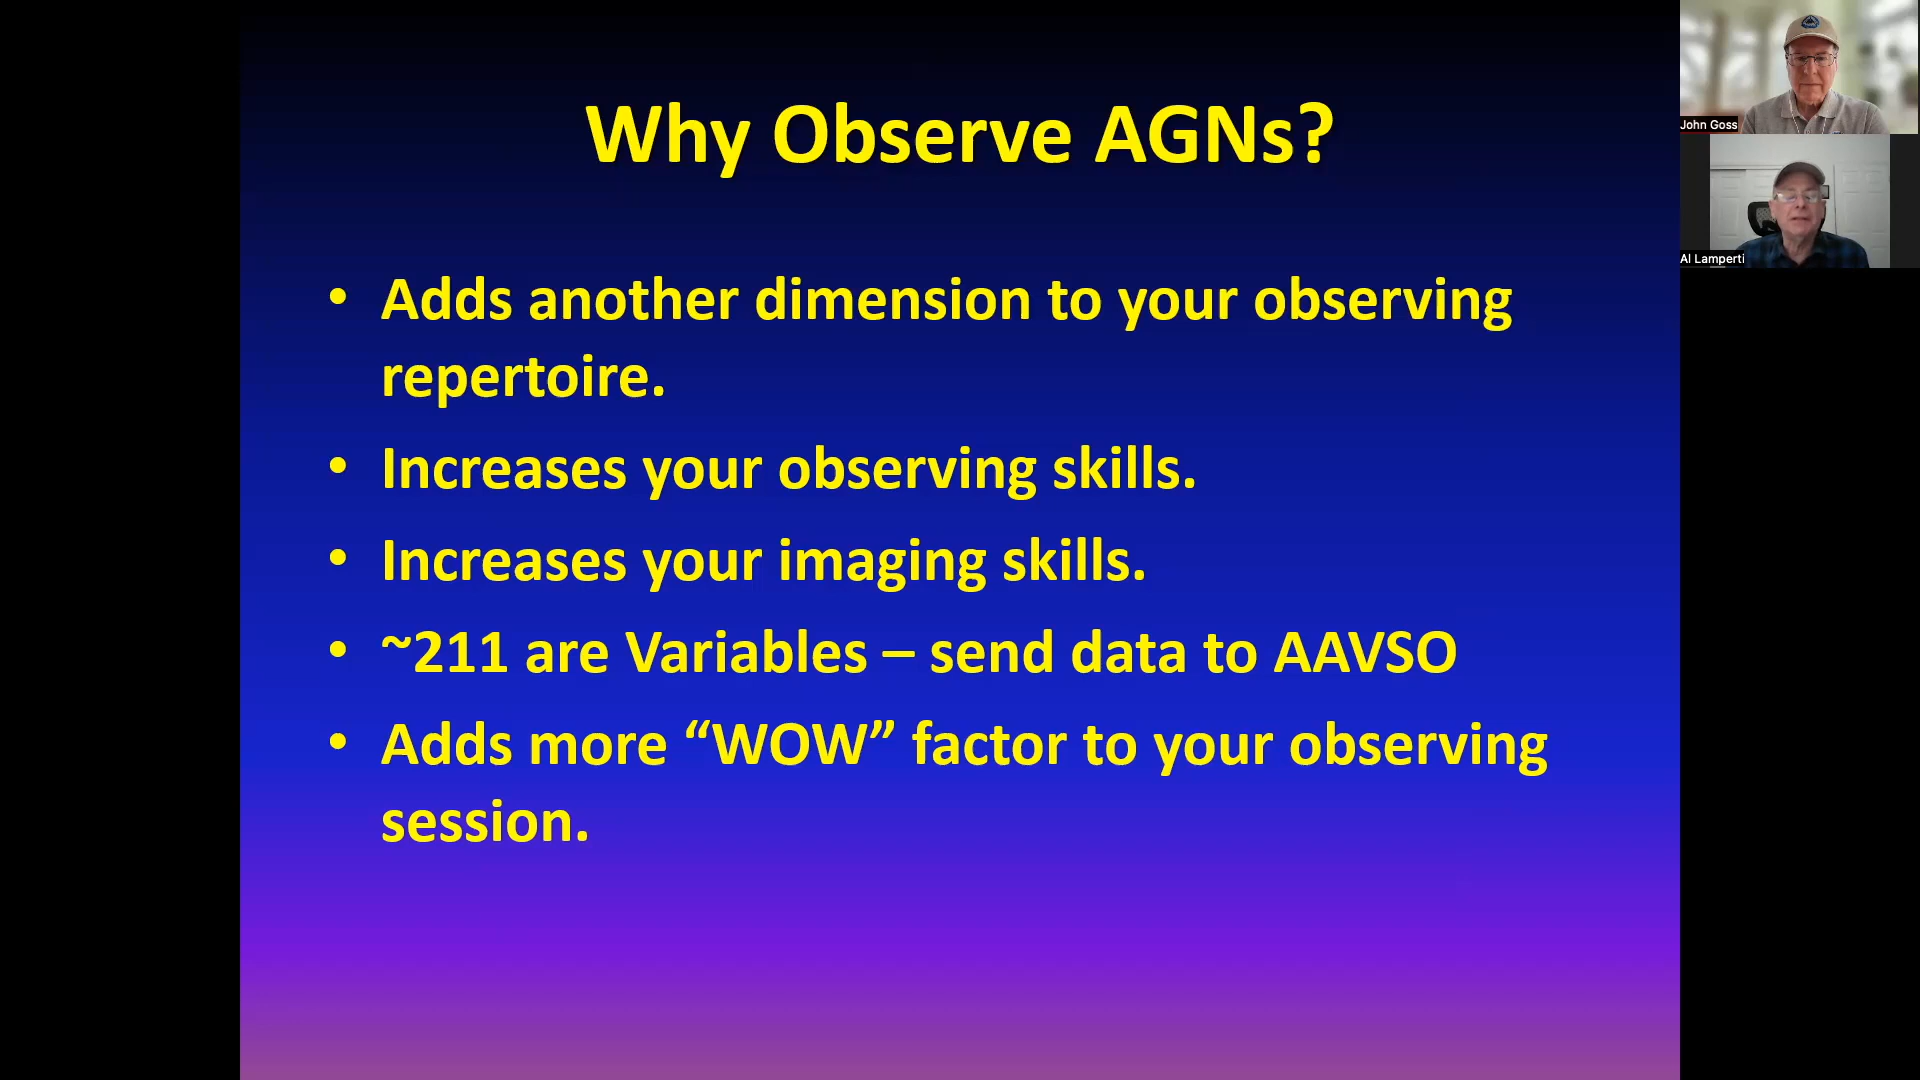 Why Observe AGNs?
• Adds another dimension to your observing
repertoire.
• Increases your observing skills.
• Increases your imaging skills.
• ~211 are Variables – send data to AAVSO
• Adds more “WOW” factor to your observing
session.
John Goss
Al Lamperti